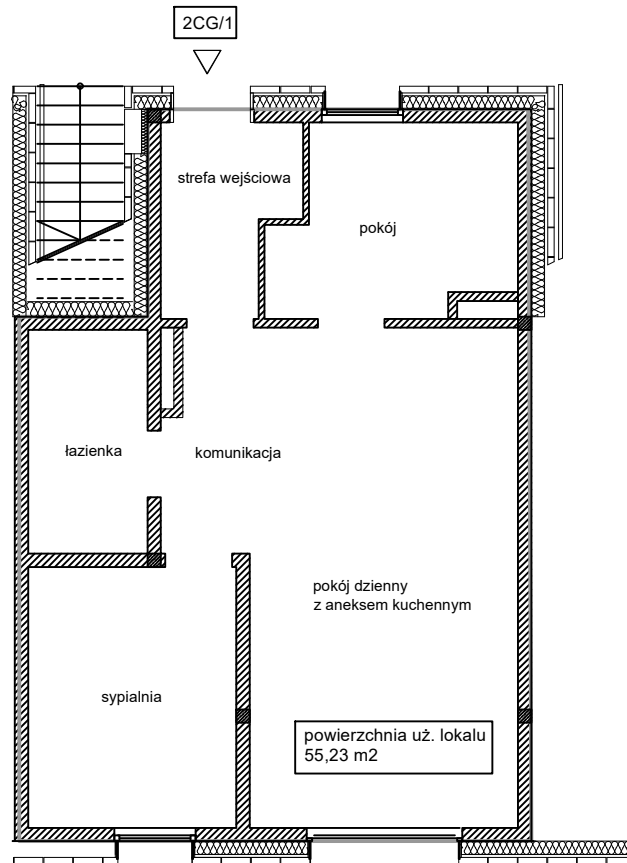 2CG/1
strefa wejściowa
pokój
łazienka
komunikacja
pokój dzienny
z aneksem kuchennym
sypialnia
powierzchnia uż. lokalu
55,23 m2